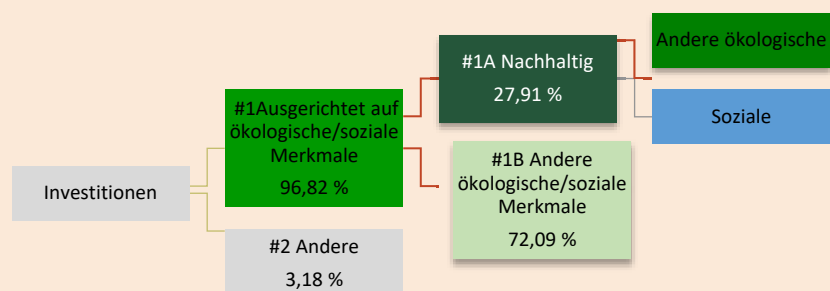 Investitionen
#1Ausgerichtet auf
ökologische/soziale
Merkmale
96,82 %
#2 Andere
3,18 %
#1A Nachhaltig
27,91 %
#1B Andere
ökologische/soziale
Merkmale
72,09 %
Andere ökologische
Soziale